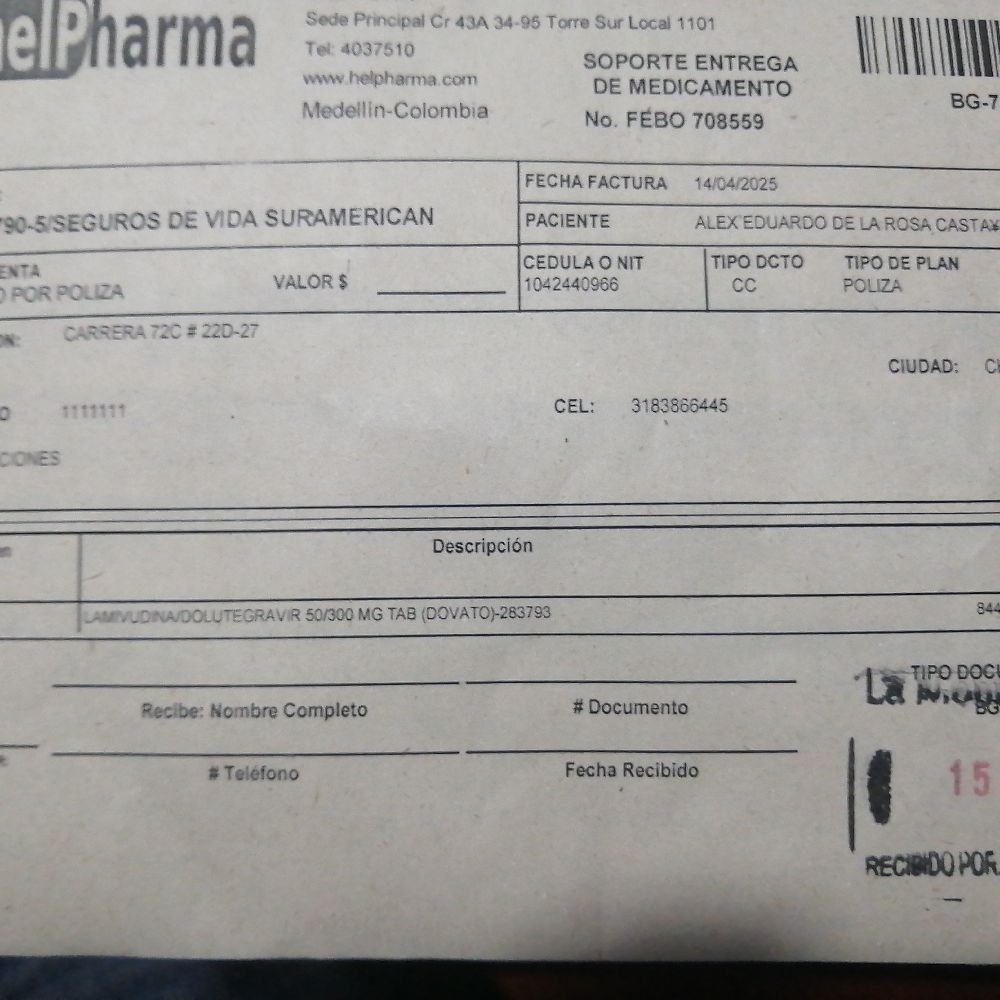 elPharma
Sede Principal Cr 43A 34-95 Torre Sur Local 1101
Tel: 4037510
www.helpharma.com
Medellín-Colombia
SOPORTE ENTREGA
DE MEDICAMENTO
No. FEBO 708559
BG-7
FECHA FACTURA 14/04/2025
790-5/SEGUROS DE VIDA SURAMERICAN
PACIENTE ALEX EDUARDO DE LA ROSA CASTA¥
ENTA
O POR POLIZA
VALOR $
CEDULA O NIT
1042440966
TIPO DCTO
CC
TIPO DE PLAN
POLIZA
ON: CARRERA 72C # 22D-27
CIUDAD:
O 1111111
CEL: 3183866445
CIONES
Descripción
LAMIVUDINA/DOLUTEGRAVIR 50/300 MG TAB (DOVATO)-283793 844
TIPO DOCU
La
BG
Recibe: Nombre Completo
# Documento
# Teléfono
Fecha Recibido
15
RECIBIDO POR